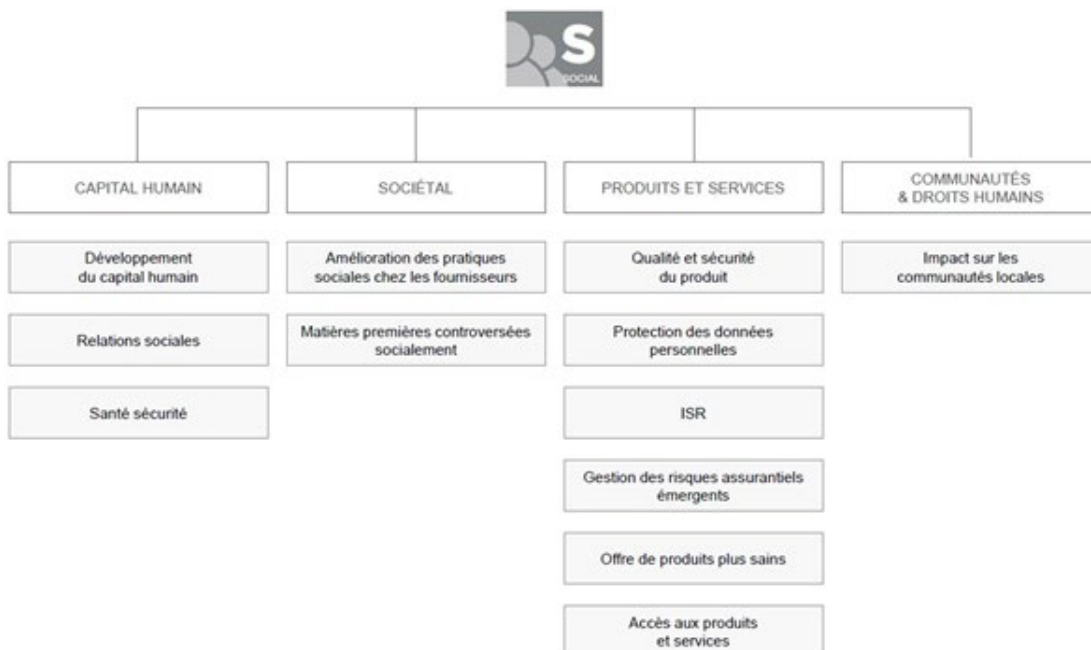 S
SOCIAL
CAPITAL HUMAIN
SOCIÉTAL
PRODUITS ET SERVICES
COMMUNAUTÉS
& DROITS HUMAINS
Développement
du capital humain
Amélioration des pratiques
sociales chez les fournisseurs
Qualité et sécurité
du produit
Impact sur les
communautés locales
Relations sociales
Matières premières controversées
socialement
Protection des données
personnelles
Santé sécurité
ISR
Gestion des risques assurantiels
émergents
Offre de produits plus sains
Accès aux produits
et services